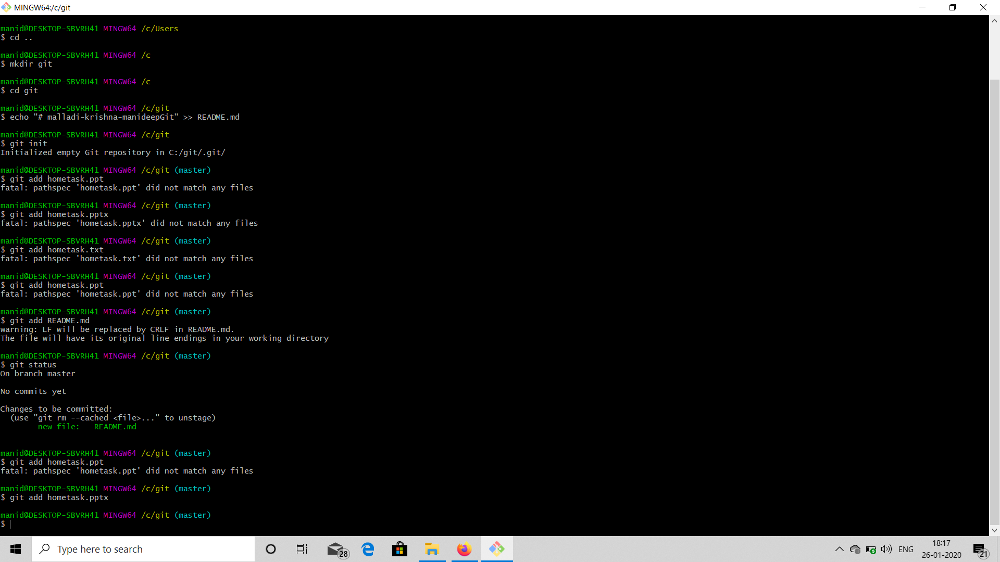 MINGW64:/c/git
manid@DESKTOP-SBVRH41 MINGW64 /c/Users
$ cd ..
manid@DESKTOP-SBVRH41 MINGW64 /c
$ mkdir git
manid@DESKTOP-SBVRH41 MINGW64 /c
$ cd git
manid@DESKTOP-SBVRH41 MINGW64 /c/git
$ echo "# malladi-krishna-manideepGit" >> README.md
manid@DESKTOP-SBVRH41 MINGW64 /c/git
$ git init
Initialized empty Git repository in C:/git/.git/
manid@DESKTOP-SBVRH41 MINGW64 /c/git (master)
$ git add hometask.ppt
fatal: pathspec 'hometask.ppt' did not match any files
manid@DESKTOP-SBVRH41 MINGW64 /c/git (master)
$ git add hometask.pptx
fatal: pathspec 'hometask.pptx' did not match any files
manid@DESKTOP-SBVRH41 MINGW64 /c/git (master)
$ git add hometask.txt
fatal: pathspec 'hometask.txt' did not match any files
manid@DESKTOP-SBVRH41 MINGW64 /c/git (master)
$ git add hometask.ppt
fatal: pathspec 'hometask.ppt' did not match any files
manid@DESKTOP-SBVRH41 MINGW64 /c/git (master)
$ git add README.md
warning: LF will be replaced by CRLF in README.md.
The file will have its original line endings in your working directory
manid@DESKTOP-SBVRH41 MINGW64 /c/git (master)
$ git status
On branch master
No commits yet
Changes to be committed:
(use "git rm --cached <file>..." to unstage)
new file:   README.md
manid@DESKTOP-SBVRH41 MINGW64 /c/git (master)
$ git add hometask.ppt
fatal: pathspec 'hometask.ppt' did not match any files
manid@DESKTOP-SBVRH41 MINGW64 /c/git (master)
$ git add hometask.pptx
manid@DESKTOP-SBVRH41 MINGW64 /c/git (master)
$
Type here to search
28
ENG
18:17
26-01-2020
21